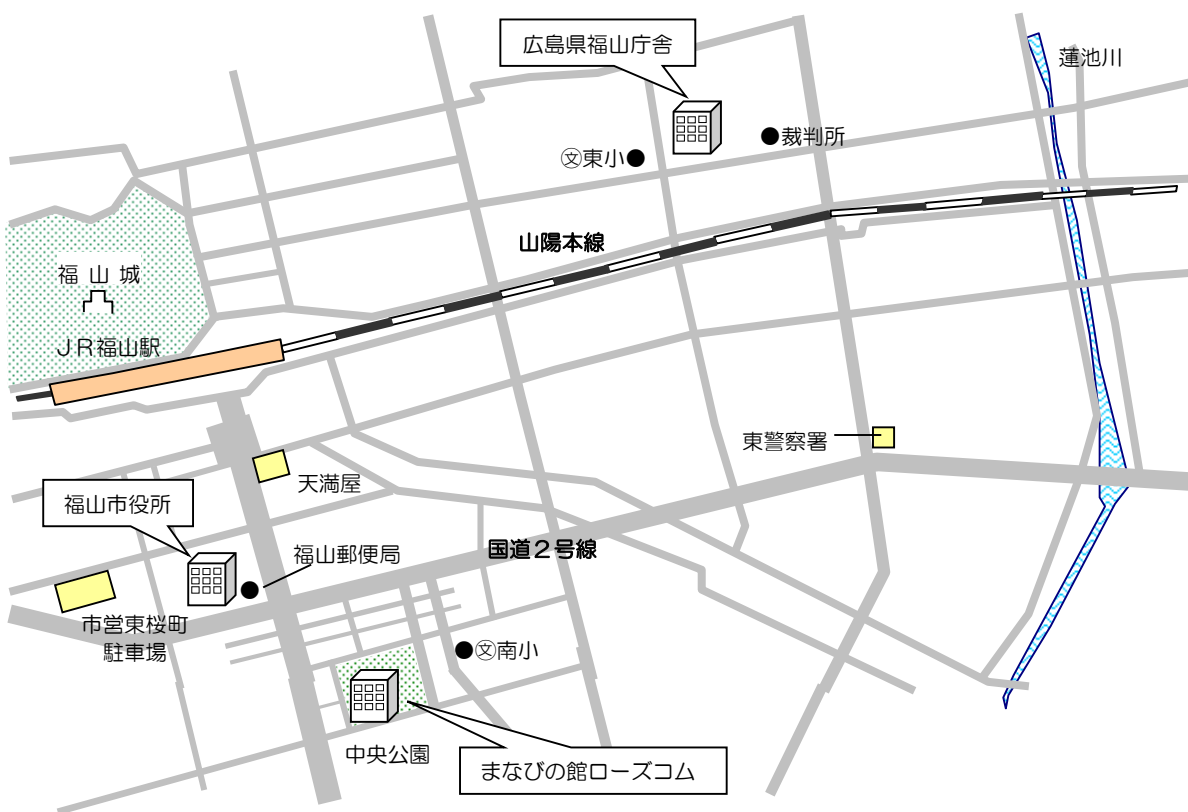 広島県福山庁舎
蓮池川
●裁判所
㊛東小●
山陽本線
福山城
ＪＲ福山駅
東警察署
天満屋
福山市役所
国道２号線
福山郵便局
市営東桜町
駐車場
●㊛南小
中央公園
まなびの館ローズコム